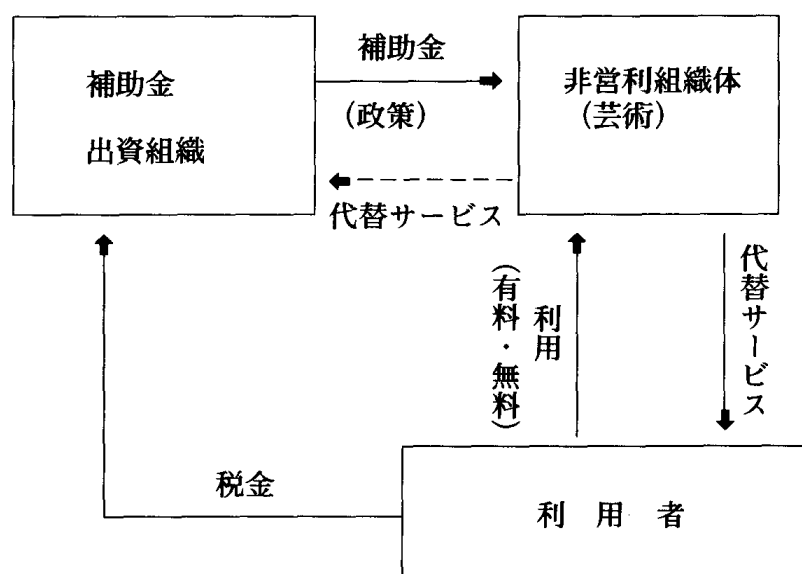 補助金
出資組織
補助金
(政策)
代替サービス
非営利組織体
(芸術)
利用
(有料・無料)
代替サービス
税金
利用者